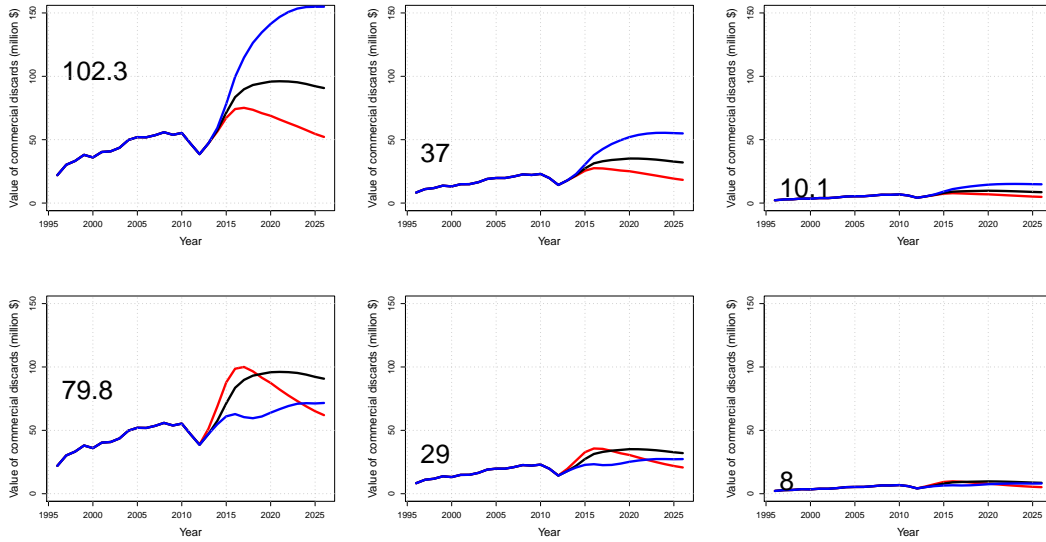 Value of commercial discards (million $)
0 50 100 150
102.3
1995 2000 2005 2010 2015 2020 2025
Year
Value of commercial discards (million $)
0 50 100 150
37
1995 2000 2005 2010 2015 2020 2025
Year
Value of commercial discards (million $)
0 50 100 150
10.1
1995 2000 2005 2010 2015 2020 2025
Year
Value of commercial discards (million $)
0 50 100 150
79.8
1995 2000 2005 2010 2015 2020 2025
Year
Value of commercial discards (million $)
0 50 100 150
29
1995 2000 2005 2010 2015 2020 2025
Year
Value of commercial discards (million $)
0 50 100 150
8
1995 2000 2005 2010 2015 2020 2025
Year